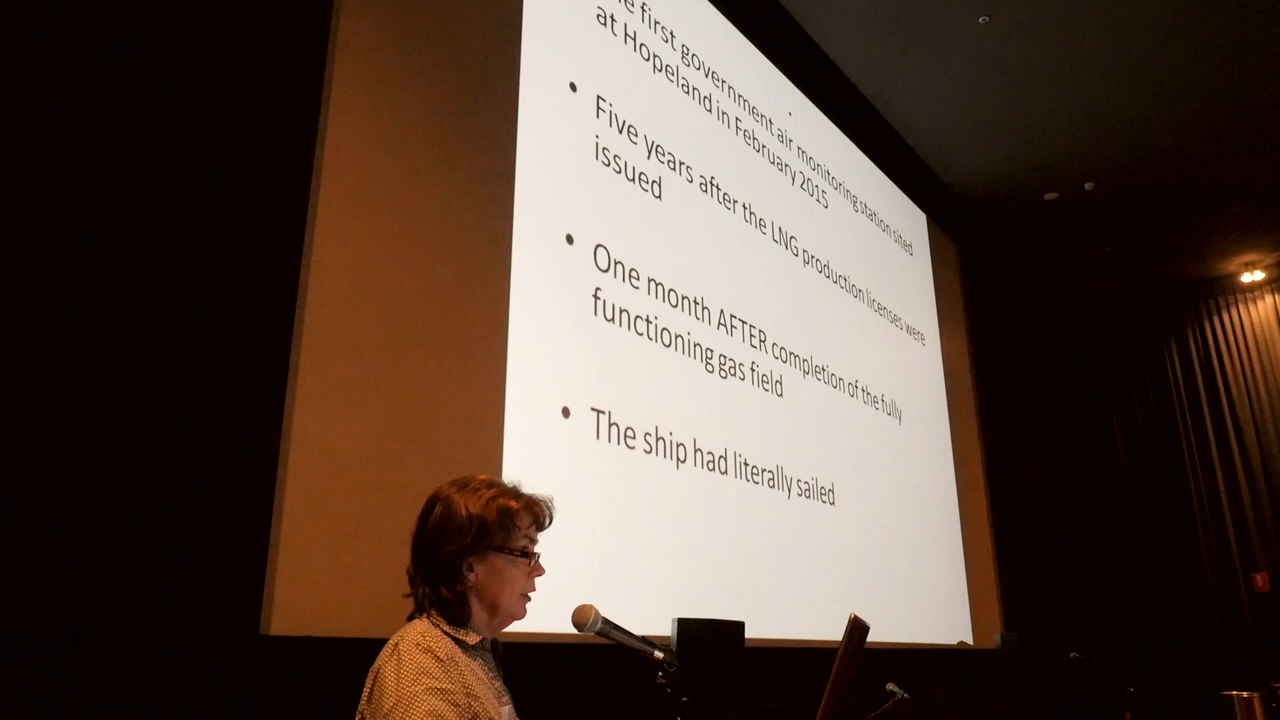 first government air monitoring station sited
at Hopeland in February 2015
• Five years after the LNG production licenses were
issued
• One month AFTER completion of the fully
functioning gas field
• The ship had literally sailed